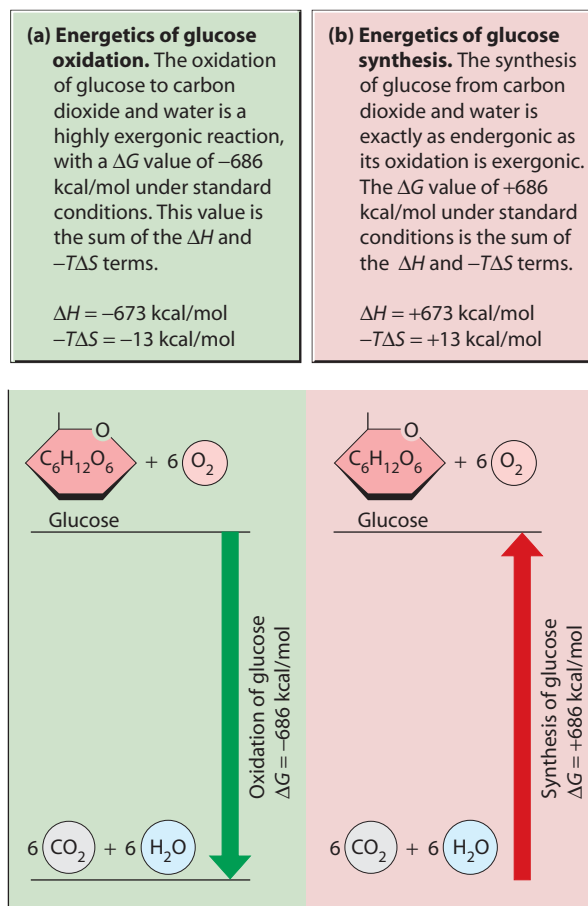 (a) Energetics of glucose
oxidation. The oxidation
of glucose to carbon
dioxide and water is a
highly exergonic reaction,
with a ΔG value of −686
kcal/mol under standard
conditions. This value is
the sum of the ΔH and
−TΔS terms.
ΔH = −673 kcal/mol
−TΔS = −13 kcal/mol
(b) Energetics of glucose
synthesis. The synthesis
of glucose from carbon
dioxide and water is
exactly as endergonic as
its oxidation is exergonic.
The ΔG value of +686
kcal/mol under standard
conditions is the sum of
the ΔH and −TΔS terms.
ΔH = +673 kcal/mol
−TΔS = +13 kcal/mol
O
C₆H₁₂O₆ + 6 O₂
Glucose
Oxidation of glucose
ΔG = −686 kcal/mol
6 CO₂ + 6 H₂O
O
C₆H₁₂O₆ + 6 O₂
Glucose
Synthesis of glucose
ΔG = +686 kcal/mol
6 CO₂ + 6 H₂O